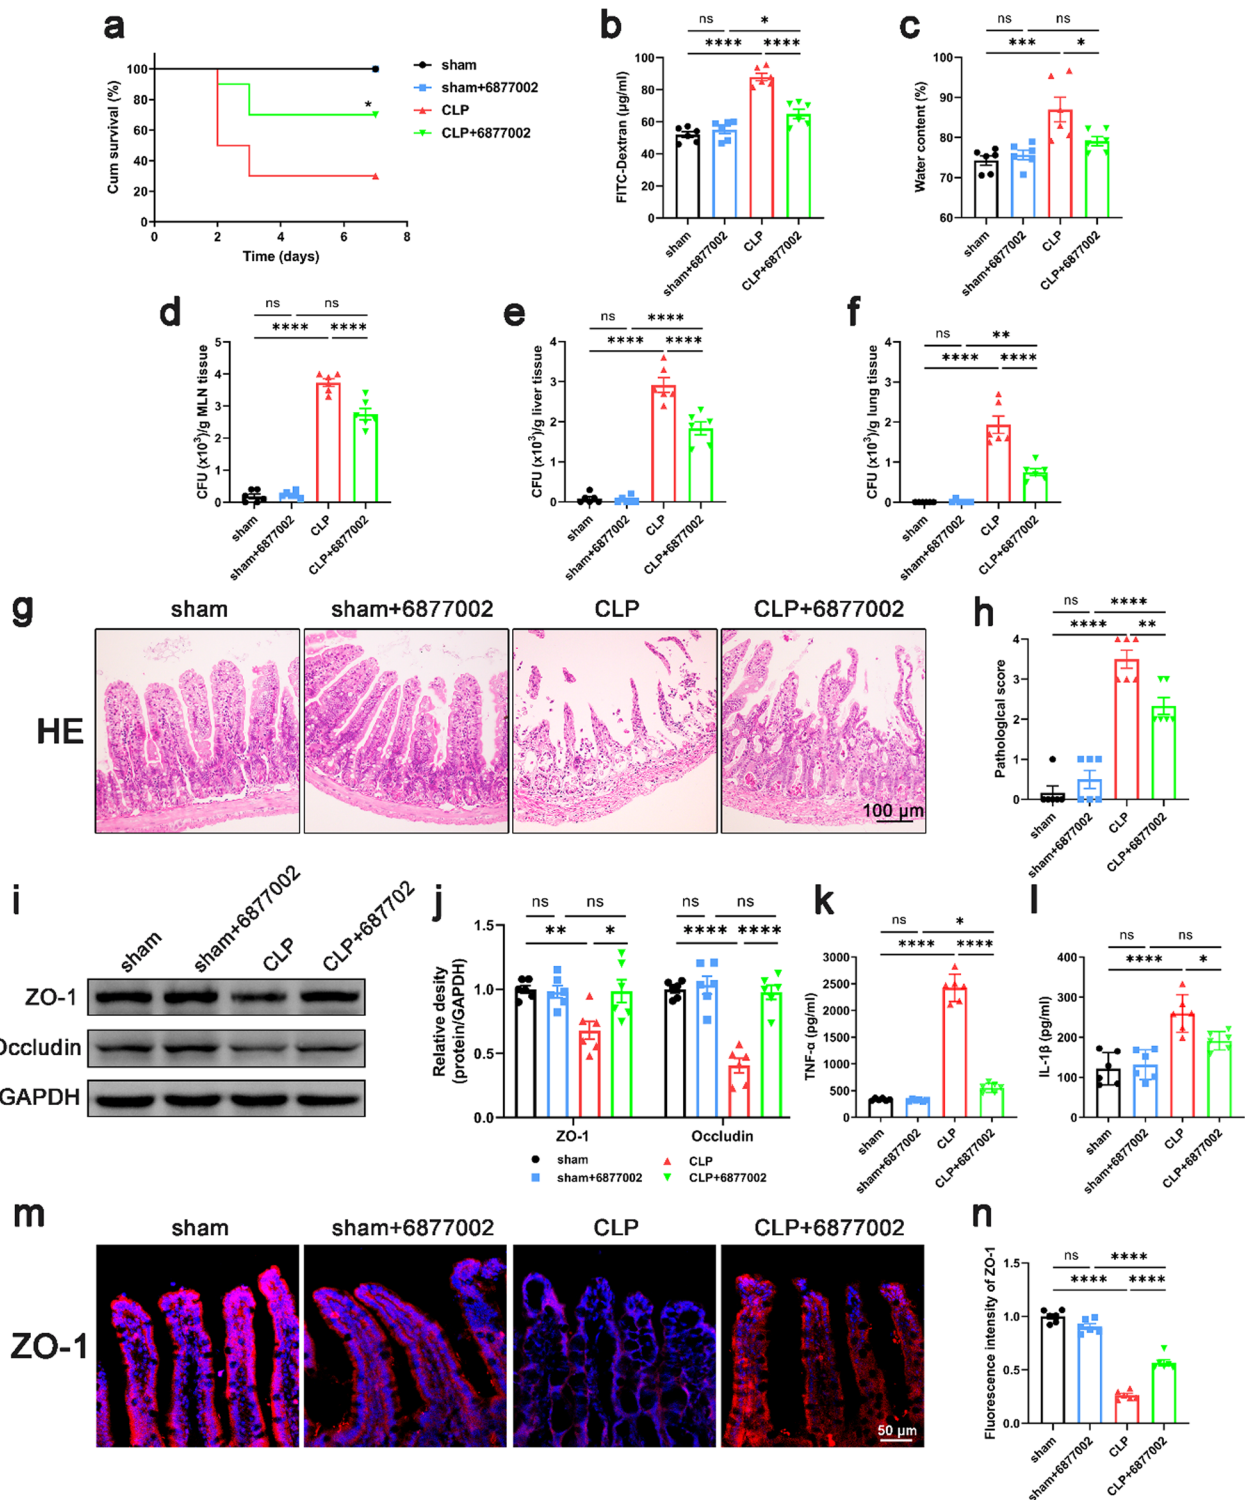 a
Cum survival (%)
100
80
60
40
20
0
0 2 4 6 8
Time (days)
*
sham
sham+6877002
CLP
CLP+6877002
b
ns *
**** ****
FITC-Dextran (μg/ml)
100
80
60
40
20
0
sham
sham+6877002
CLP
CLP+6877002
c
ns ns
*** *
Water content (%)
100
90
80
70
60
sham
sham+6877002
CLP
CLP+6877002
d
ns ns
**** ****
CFU (x10³)/g MLN tissue
5
4
3
2
1
0
sham
sham+6877002
CLP
CLP+6877002
e
ns ****
**** ****
CFU (x10³)/g liver tissue
4
3
2
1
0
sham
sham+6877002
CLP
CLP+6877002
f
ns **
**** ****
CFU (x10³)/g lung tissue
4
3
2
1
0
sham
sham+6877002
CLP
CLP+6877002
g
sham sham+6877002 CLP CLP+6877002
HE
100 μm
h
ns ****
**** **
Pathological score
4
3
2
1
0
sham
sham+6877002
CLP
CLP+6877002
i
sham
sham+6877002
CLP
CLP+687702
ZO-1
Occludin
GAPDH
j
ns ns ns ns
** * **** ****
Relative desity
(protein/GAPDH)
1.5
1.0
0.5
0.0
ZO-1 Occludin
sham CLP
sham+6877002 CLP+6877002
k
ns *
**** ****
TNF-α (pg/ml)
3000
2500
2000
1500
1000
500
0
sham
sham+6877002
CLP
CLP+6877002
l
ns ns
**** *
IL-1β (pg/ml)
400
300
200
100
0
sham
sham+6877002
CLP
CLP+6877002
m
sham sham+6877002 CLP CLP+6877002
ZO-1
50 μm
n
ns ****
**** ****
Fluorescence intensity of ZO-1
1.5
1.0
0.5
0.0
sham
sham+6877002
CLP
CLP+6877002